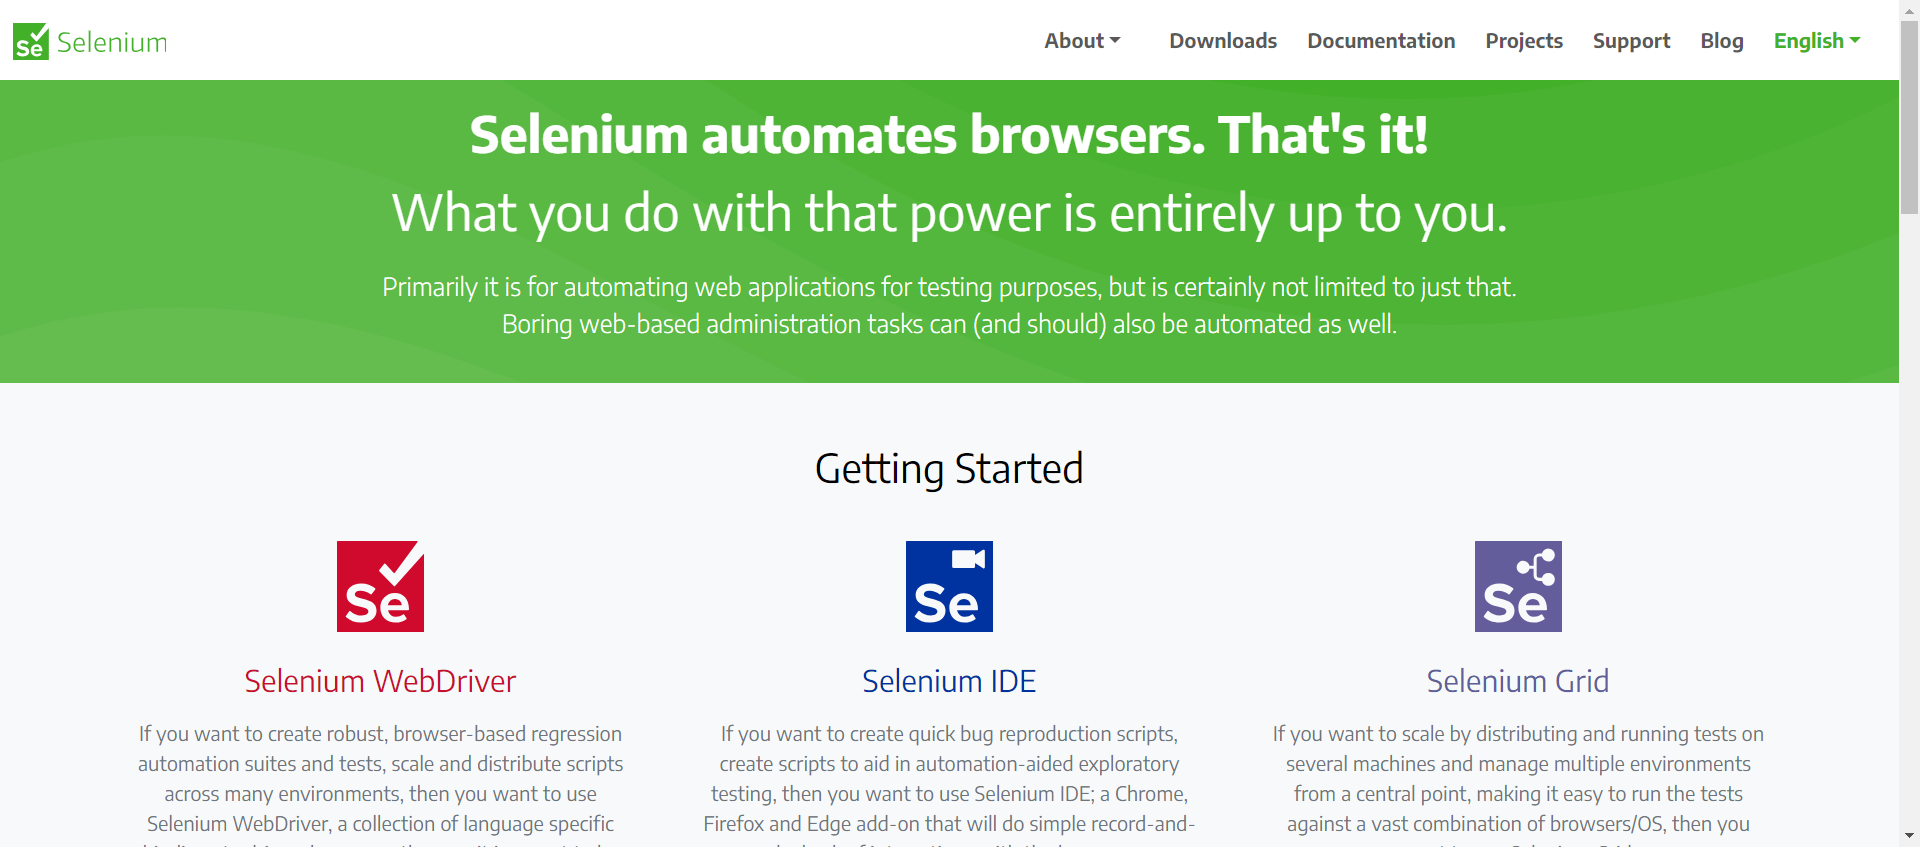 Se Selenium
About
Downloads
Documentation
Projects
Support
Blog
English
Selenium automates browsers. That's it!
What you do with that power is entirely up to you.
Primarily it is for automating web applications for testing purposes, but is certainly not limited to just that.
Boring web-based administration tasks can (and should) also be automated as well.
Getting Started
Se
Selenium WebDriver
If you want to create robust, browser-based regression
automation suites and tests, scale and distribute scripts
across many environments, then you want to use
Selenium WebDriver, a collection of language specific
Se
Selenium IDE
If you want to create quick bug reproduction scripts,
create scripts to aid in automation-aided exploratory
testing, then you want to use Selenium IDE; a Chrome,
Firefox and Edge add-on that will do simple record-and-
Se
Selenium Grid
If you want to scale by distributing and running tests on
several machines and manage multiple environments
from a central point, making it easy to run the tests
against a vast combination of browsers/OS, then you